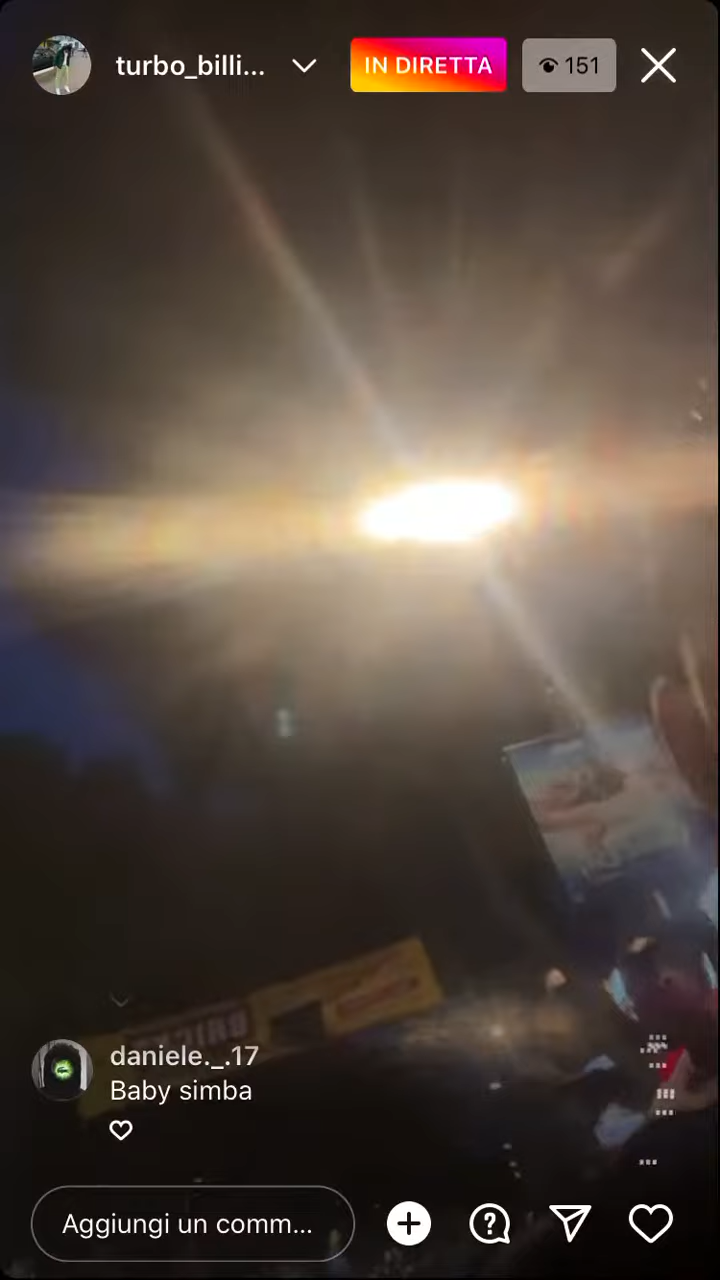 turbo_billi...
IN DIRETTA
151
daniele._.17
Baby simba
Aggiungi un comm...